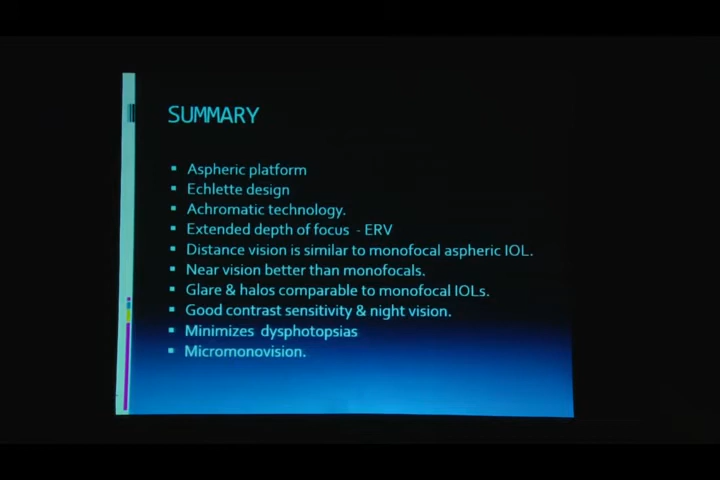 SUMMARY
Aspheric platform
Echlette design
Achromatic technology.
Extended depth of focus - ERV
Distance vision is similar to monofocal aspheric IOL.
Near vision better than monofocals.
Glare & halos comparable to monofocal IOLs.
Good contrast sensitivity & night vision.
Minimizes dysphotopsias
Micromonovision.